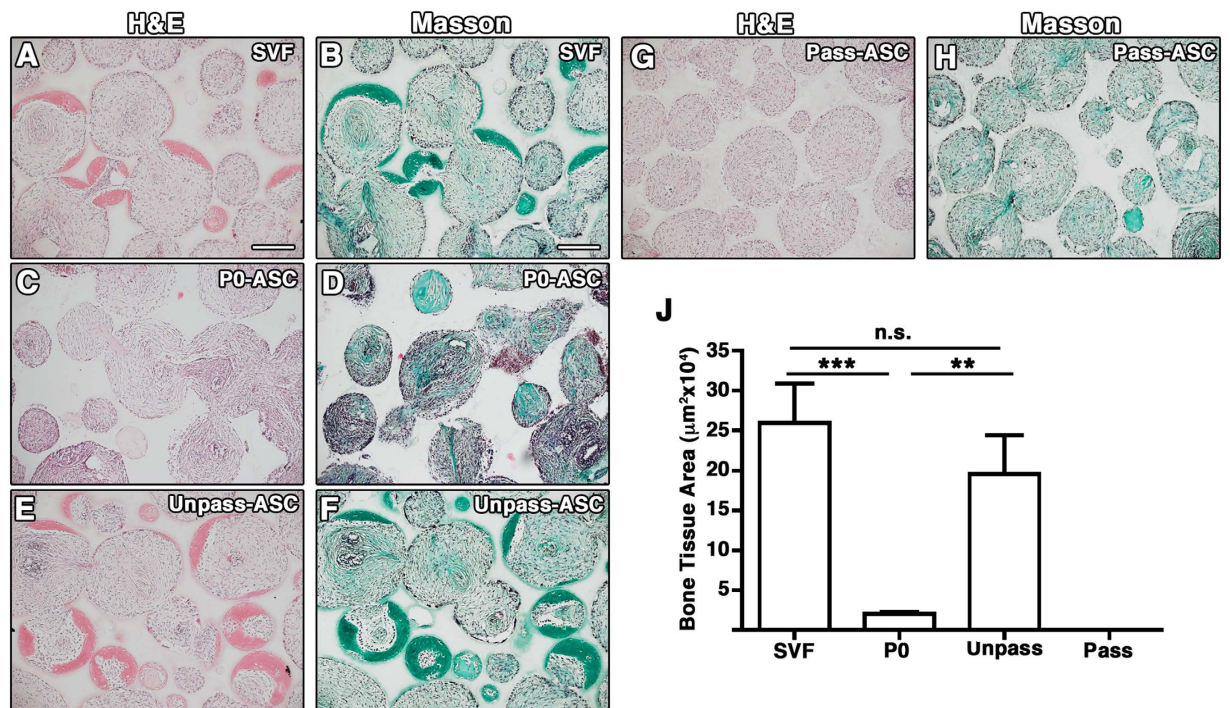 H&E
Masson
H&E
Masson
A
SVF
B
SVF
G
Pass-ASC
H
Pass-ASC
C
P0-ASC
D
P0-ASC
E
Unpass-ASC
F
Unpass-ASC
J
n.s.
***
**
Bone Tissue Area (µm²x10⁴)
35
30
25
20
15
10
5
SVF
P0
Unpass
Pass